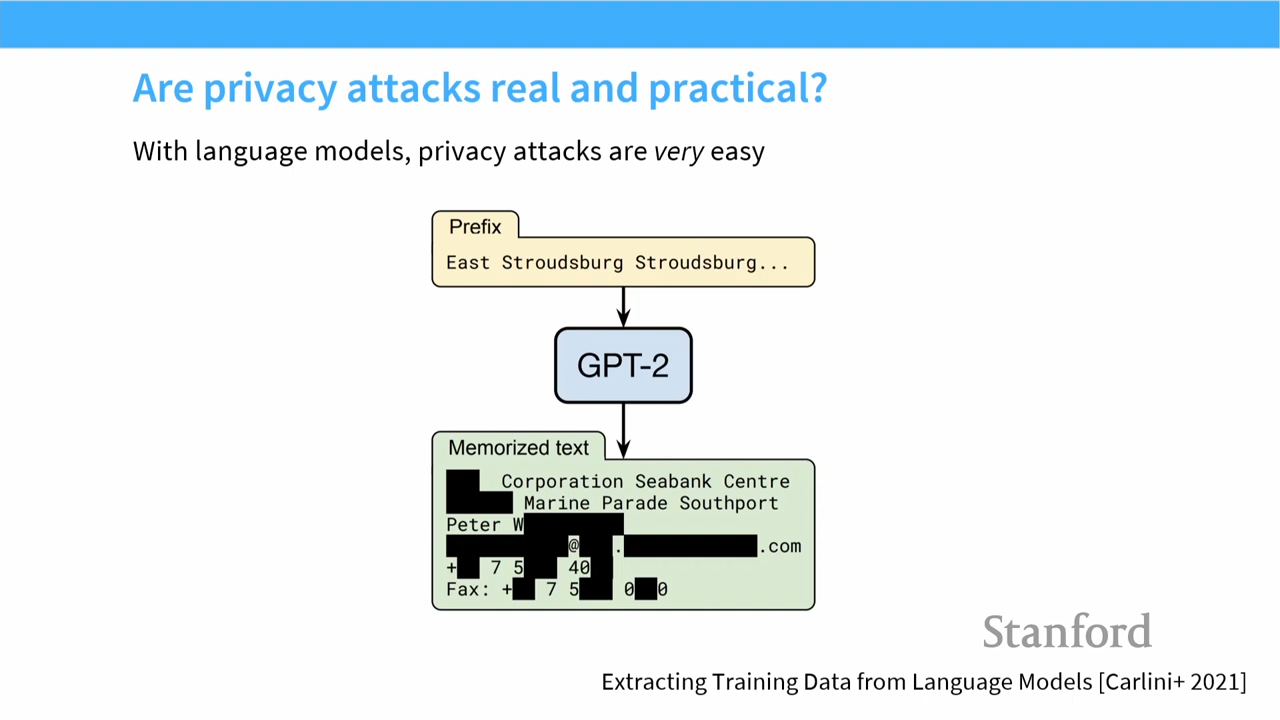 Are privacy attacks real and practical?
With language models, privacy attacks are very easy
Prefix
East Stroudsburg Stroudsburg...
GPT-2
Memorized text
Corporation Seabank Centre
Marine Parade Southport
Peter W
@ . .com
+ 7 5 40
Fax: + 7 5 0 0
Stanford
Extracting Training Data from Language Models [Carlini+ 2021]